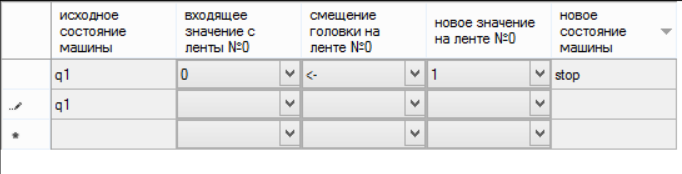 исходное состояние машины
входящее значение с ленты №0
смещение головки на ленте №0
новое значение на ленте №0
новое состояние машины
q1 0 <- 1 stop
q1